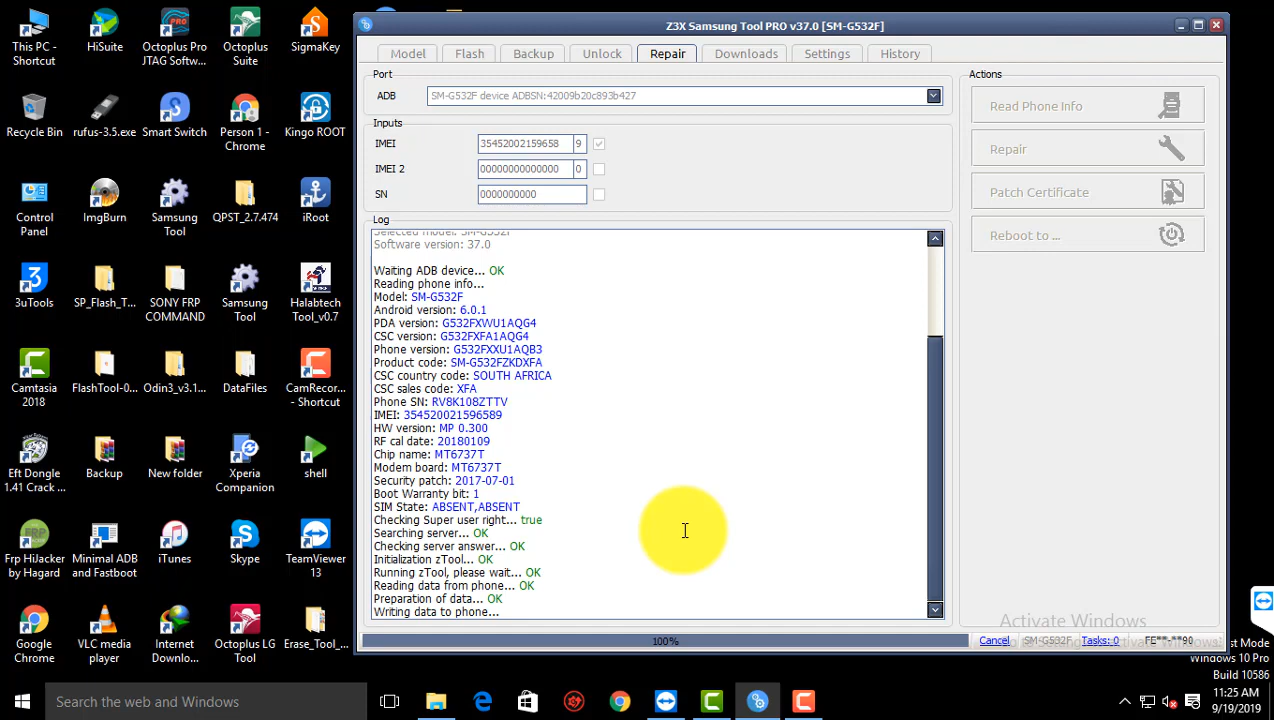 Z3X Samsung Tool PRO v37.0 [SM-G532F]
This PC - Shortcut
HiSuite
Octoplus Pro JTAG Softw...
Octoplus Suite
SigmaKey
Recycle Bin
rufus-3.5.exe
Smart Switch
Person 1 - Chrome
Kingo ROOT
Control Panel
ImgBurn
Samsung Tool
QPST_2.7.474
iRoot
3uTools
SP_Flash_T...
SONY FRP COMMAND
Samsung Tool
Halabtech Tool_v0.7
Camtasia 2018
FlashTool-0...
Odin3_v3.1...
DataFiles
CamRecor... - Shortcut
Eft Dongle 1.41 Crack ...
Backup
New folder
Xperia Companion
shell
Frp HiJacker by Hagard
Minimal ADB and Fastboot
iTunes
Skype
TeamViewer 13
Google Chrome
VLC media player
Internet Downlo...
Octoplus LG Tool
Erase_Tool_...
Model
Flash
Backup
Unlock
Repair
Downloads
Settings
History
Port
ADB
SM-G532F device ADBSN:42009b20c893b427
Inputs
IMEI
35452002159658
9
IMEI 2
00000000000000
0
SN
0000000000
Log
Selected model: SM-G532F
Software version: 37.0
Waiting ADB device... OK
Reading phone info...
Model: SM-G532F
Android version: 6.0.1
PDA version: G532FXWU1AQG4
CSC version: G532FXFA1AQG4
Phone version: G532FXXU1AQB3
Product code: SM-G532FZKDXFA
CSC country code: SOUTH AFRICA
CSC sales code: XFA
Phone SN: RV8K108ZTTV
IMEI: 354520021596589
HW version: MP 0.300
RF cal date: 20180109
Chip name: MT6737T
Modem board: MT6737T
Security patch: 2017-07-01
Boot Warranty bit: 1
SIM State: ABSENT,ABSENT
Checking Super user right... true
Searching server... OK
Checking server answer... OK
Initialization zTool... OK
Running zTool, please wait... OK
Reading data from phone... OK
Preparation of data... OK
Writing data to phone...
Actions
Read Phone Info
Repair
Patch Certificate
Reboot to ...
Activate Windows
100%
Cancel
SM-G532F
Tasks: 0
FE**-**90
st Mode
Windows 10 Pro
Build 10586
Search the web and Windows
11:25 AM
9/19/2019